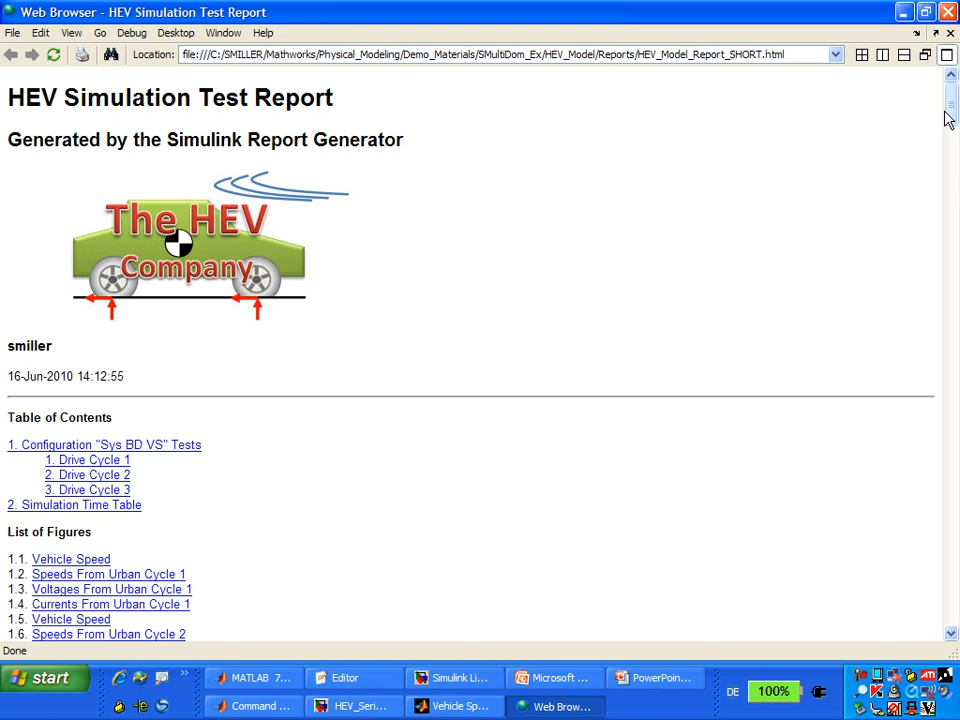 Web Browser - HEV Simulation Test Report
File Edit View Go Debug Desktop Window Help
Location: file:///C:/SMILLER/Mathworks/Physical_Modeling/Demo_Materials/SMultiDom_Ex/HEV_Model/Reports/HEV_Model_Report_SHORT.html
HEV Simulation Test Report
Generated by the Simulink Report Generator
The HEV
Company
smiller
16-Jun-2010 14:12:55
Table of Contents
1. Configuration "Sys BD VS" Tests
1. Drive Cycle 1
2. Drive Cycle 2
3. Drive Cycle 3
2. Simulation Time Table
List of Figures
1.1. Vehicle Speed
1.2. Speeds From Urban Cycle 1
1.3. Voltages From Urban Cycle 1
1.4. Currents From Urban Cycle 1
1.5. Vehicle Speed
1.6. Speeds From Urban Cycle 2
Done
start
MATLAB 7... Editor Simulink Li... Microsoft ... PowerPoin...
DE 100%
Command ... HEV_Seri... Vehicle Sp... Web Brow...